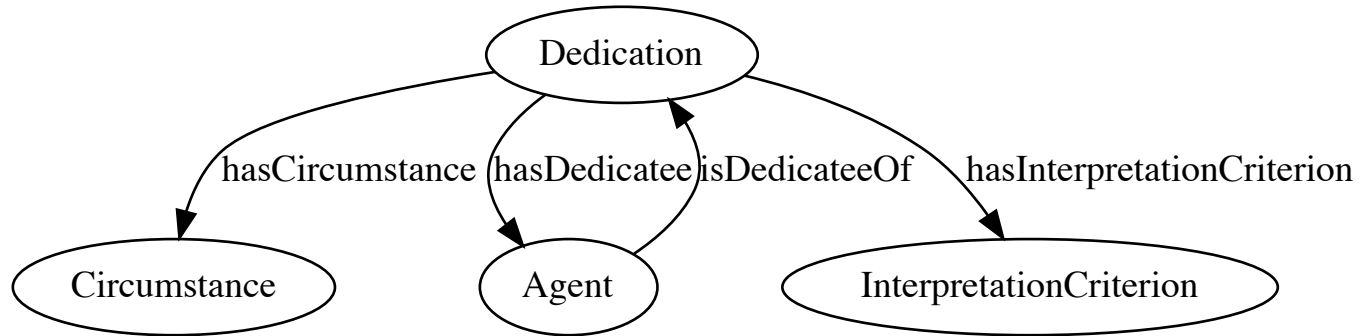 Dedication
hasCircumstance hasDedicatee isDedicateeOf hasInterpretationCriterion
Circumstance Agent InterpretationCriterion